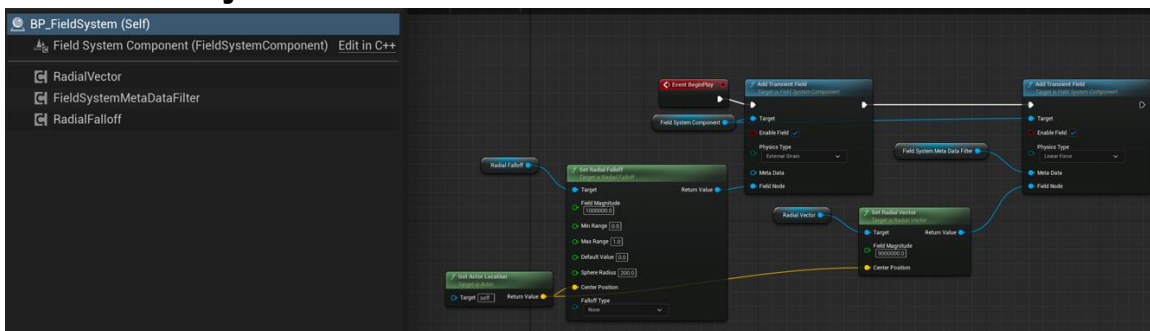 BP_FieldSystem (Self)
Field System Component (FieldSystemComponent) Edit in C++
RadialVector
FieldSystemMetaDataFilter
RadialFalloff
Event BeginPlay
Field System Component
Add Transient Field
Target is Field System Component
Target
Enable Field
Physics Type
External Strain
Meta Data
Field Node
Add Transient Field
Target is Field System Component
Target
Enable Field
Physics Type
Linear Force
Meta Data
Field Node
Field System Meta Data Filter
Radial Falloff
Set Radial Falloff
Target is Radial Falloff
Target Return Value
Field Magnitude
1000000.0
Min Range 0.8
Max Range 1.0
Default Value 0.0
Sphere Radius 200.0
Center Position
Falloff Type
None
Radial Vector
Set Radial Vector
Target is Radial Vector
Target Return Value
Field Magnitude
9000000.0
Center Position
Get Actor Location
Target is Actor
Target self Return Value